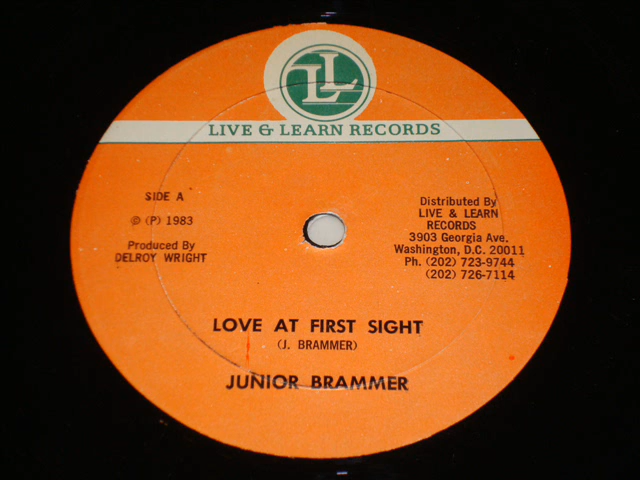 LL
LIVE & LEARN RECORDS
SIDE A
© (P) 1983
Produced By
DELROY WRIGHT
Distributed By
LIVE & LEARN
RECORDS
3903 Georgia Ave.
Washington, D.C. 20011
Ph. (202) 723-9744
(202) 726-7114
LOVE AT FIRST SIGHT
(J. BRAMMER)
JUNIOR BRAMMER